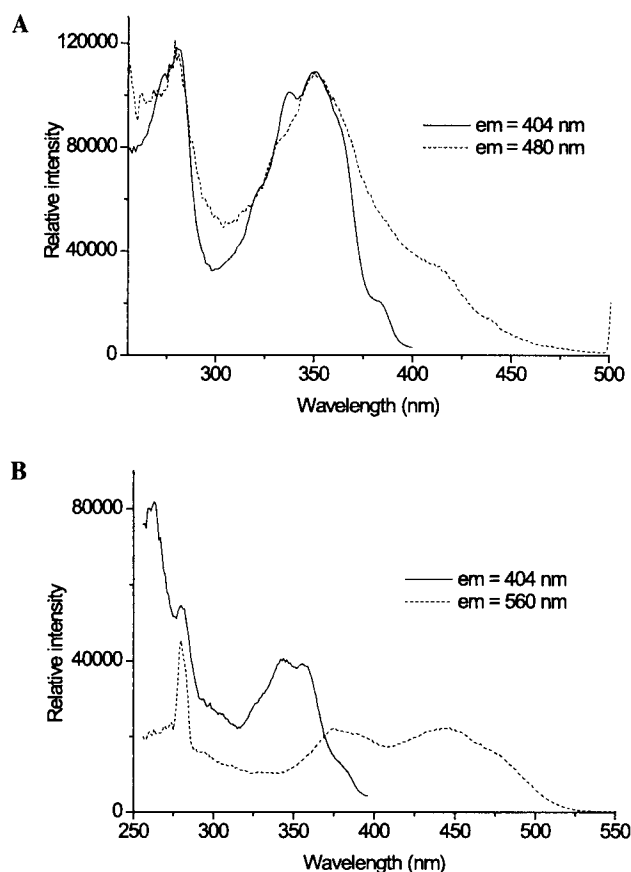 A
120000
80000
40000
0
Relative intensity
em = 404 nm
em = 480 nm
300
350
400
450
500
Wavelength (nm)
B
80000
40000
0
Relative intensity
em = 404 nm
em = 560 nm
250
300
350
400
450
500
550
Wavelength (nm)